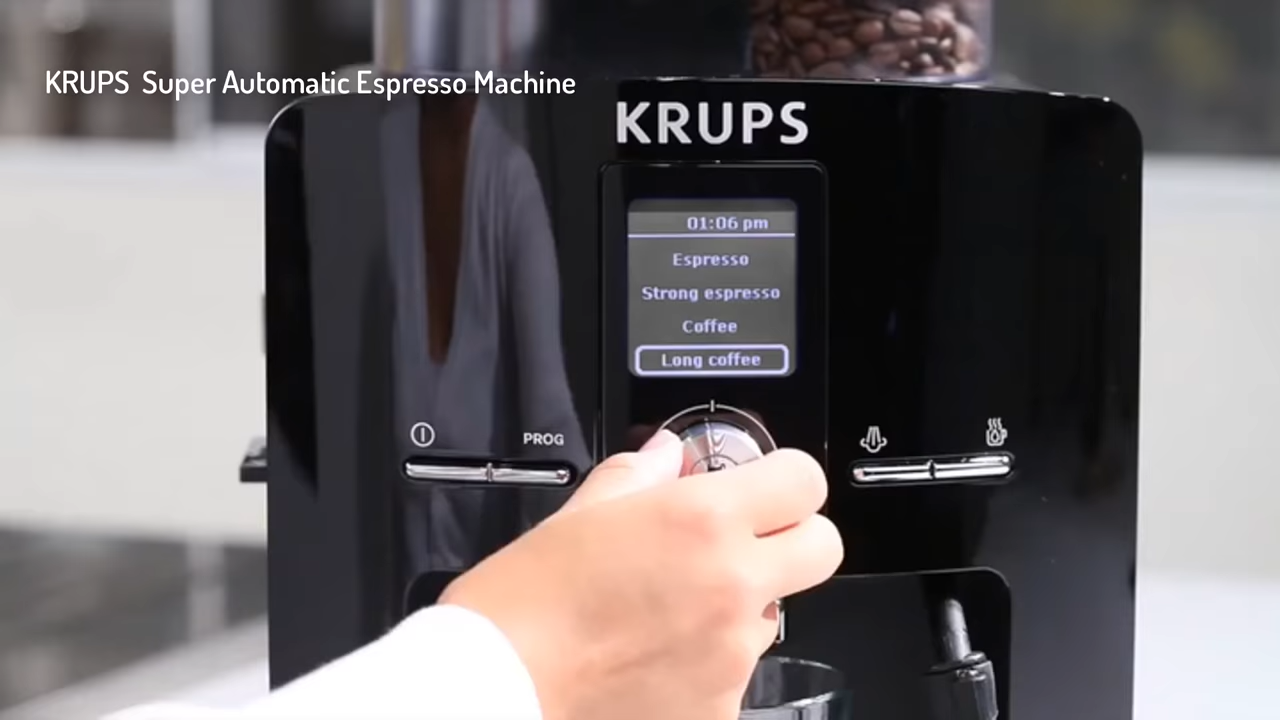 KRUPS Super Automatic Espresso Machine
KRUPS
01:06 pm
Espresso
Strong espresso
Coffee
Long coffee
PROG